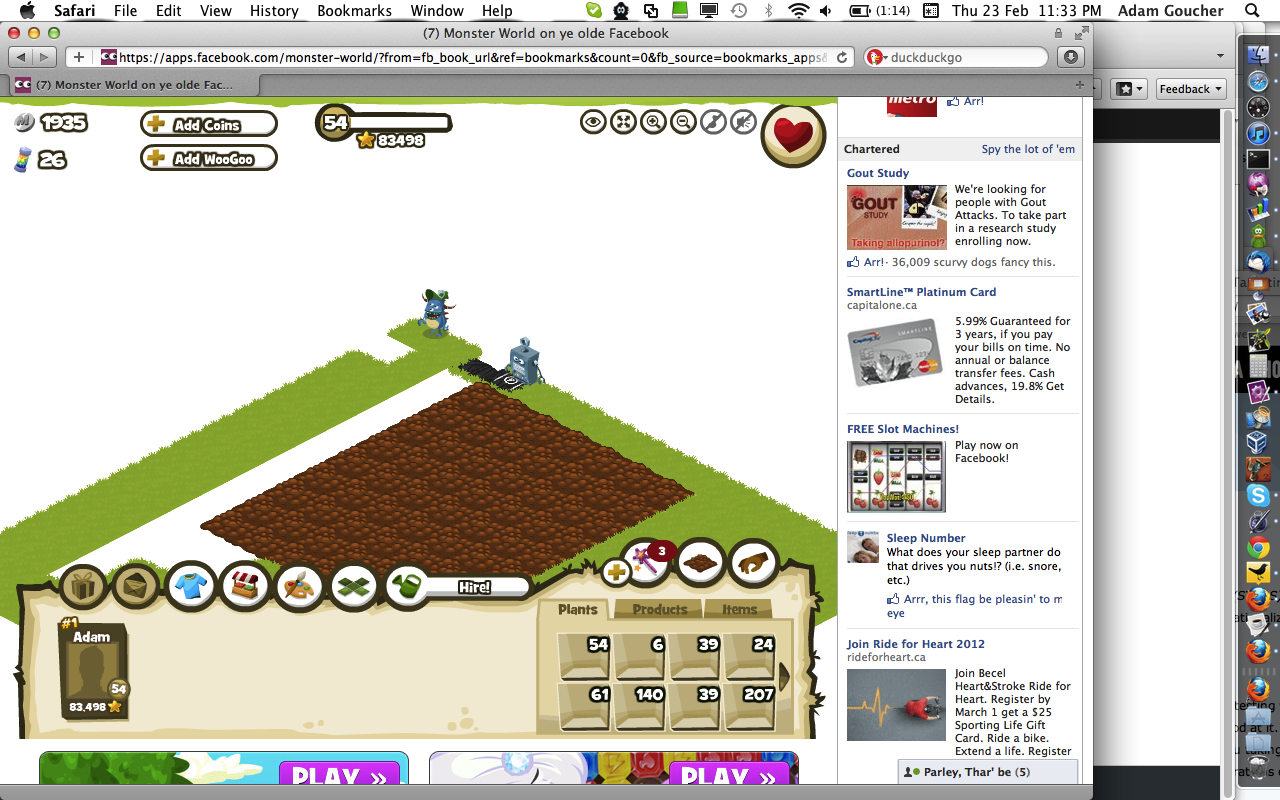 Safari File Edit View History Bookmarks Window Help (1:14) Thu 23 Feb 11:33 PM Adam Goucher
(7) Monster World on ye olde Facebook
https://apps.facebook.com/monster-world/?from=fb_book_url&ref=bookmarks&count=0&fb_source=bookmarks_apps&
duckduckgo
(7) Monster World on ye olde Fac...
Feedback
1935
Add Coins
54
83498
26
Add WooGoo
metro
Arr!
Chartered
Spy the lot of 'em
Gout Study
GOUT
STUDY
Taking allopurinol?
We're looking for
people with Gout
Attacks. To take part
in a research study
enrolling now.
Arr! · 36,009 scurvy dogs fancy this.
SmartLine™ Platinum Card
capitalone.ca
SMARTLINE
5.99% Guaranteed for
3 years, if you pay
your bills on time. No
annual or balance
transfer fees. Cash
advances, 19.8% Get
Details.
FREE Slot Machines!
Play now on
Facebook!
Sleep Number
What does your sleep partner do
that drives you nuts!? (i.e. snore,
etc.)
Arrr, this flag be pleasin' to m
eye
Join Ride for Heart 2012
rideforheart.ca
Join Becel
Heart&Stroke Ride for
Heart. Register by
March 1 get a $25
Sporting Life Gift
Card. Ride a bike.
Extend a life. Register
Parley, Thar' be (5)
3
Hire!
Plants Products Items
#1
Adam
54
83,498
54 6 39 24
61 140 39 207
PLAY »
PLAY »